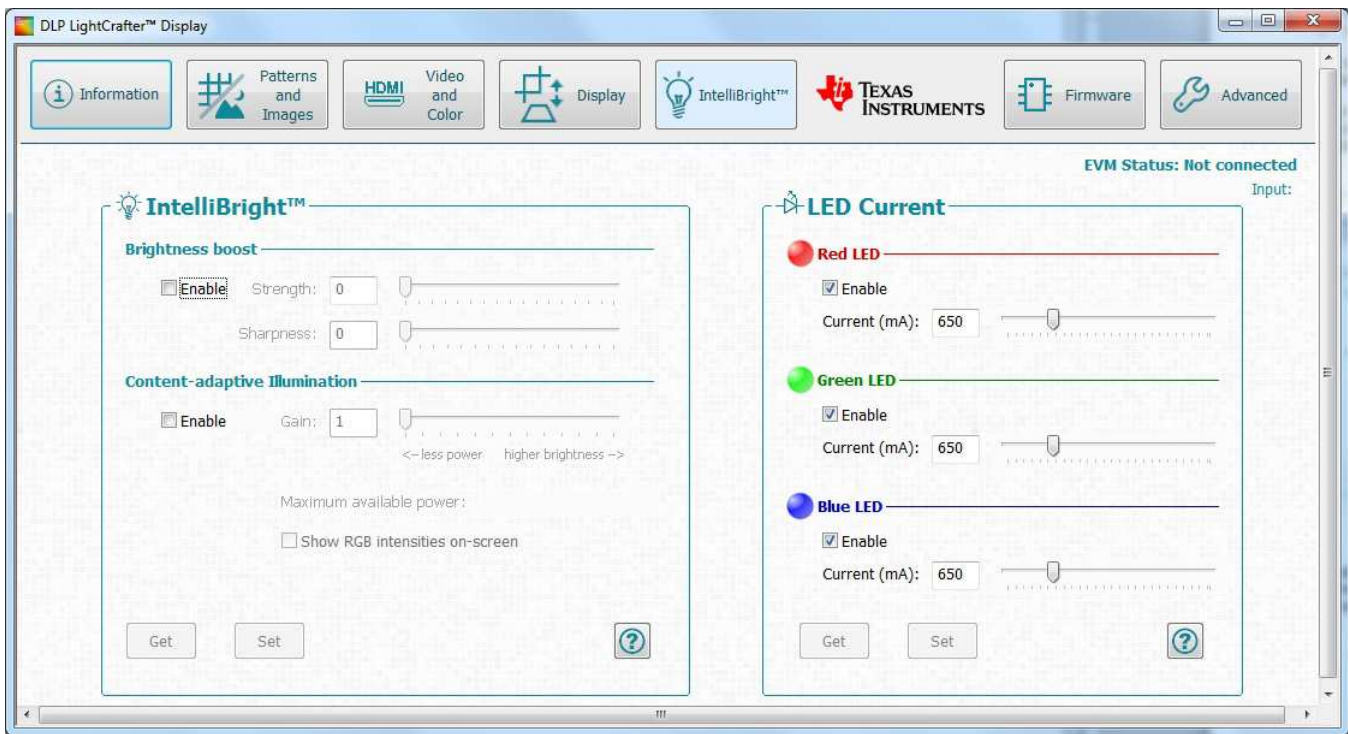 DLP LightCrafter™ Display
Information
Patterns
and
Images
HDMI
Video
and
Color
Display
IntelliBright™
TEXAS
INSTRUMENTS
Firmware
Advanced
EVM Status: Not connected
Input:
IntelliBright™
Brightness boost
Enable Strength: 0
Sharpness: 0
Content-adaptive Illumination
Enable Gain: 1
<-- less power higher brightness -->
Maximum available power:
Show RGB intensities on-screen
Get Set ?
LED Current
Red LED
Enable
Current (mA): 650
Green LED
Enable
Current (mA): 650
Blue LED
Enable
Current (mA): 650
Get Set ?